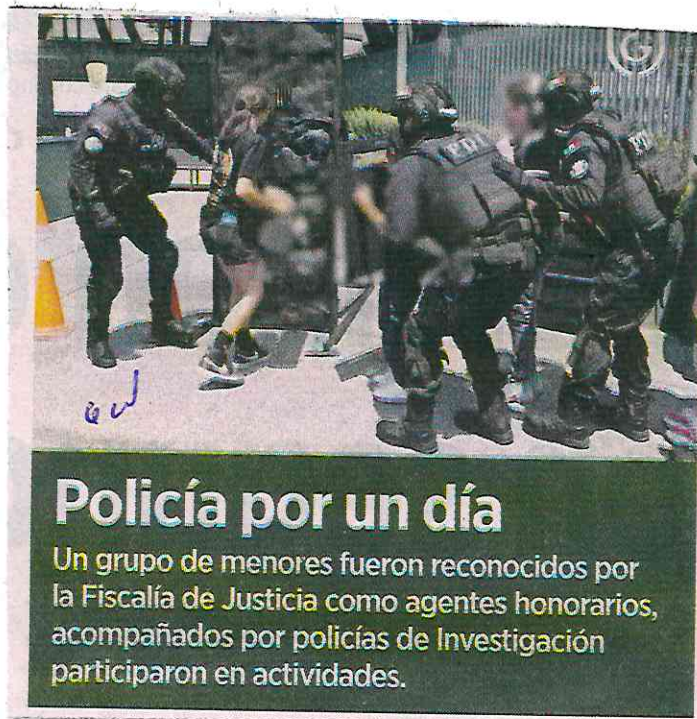 G
PDI
Policía por un día
Un grupo de menores fueron reconocidos por
la Fiscalía de Justicia como agentes honorarios,
acompañados por policías de Investigación
participaron en actividades.